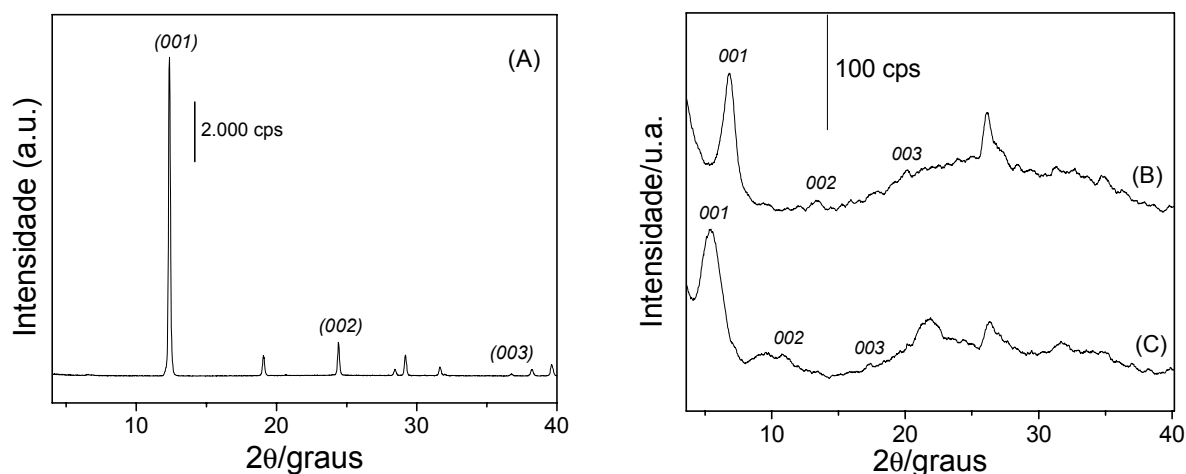 Intensidade (a.u.)
(001)
(A)
2.000 cps
(002)
(003)
10 20 30 40
2θ/graus
Intensidade/u.a.
001
100 cps
002
003
(B)
001
002
003
(C)
10 20 30 40
2θ/graus